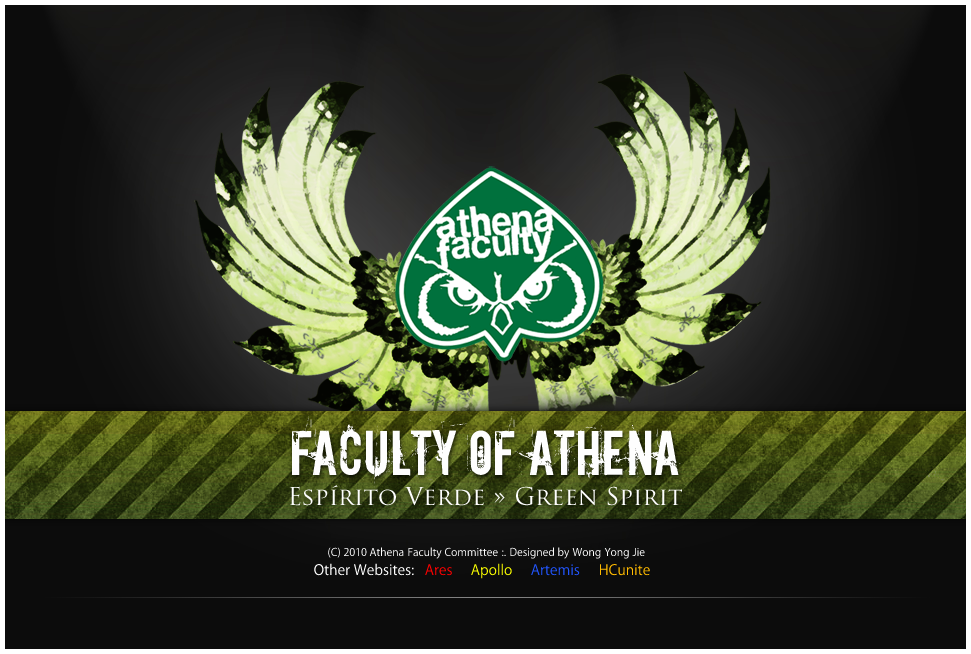 athena
faculty
FACULTY OF ATHENA
Espírito Verde » Green Spirit
(C) 2010 Athena Faculty Committee :. Designed by Wong Yong Jie
Other Websites: Ares Apollo Artemis HCunite